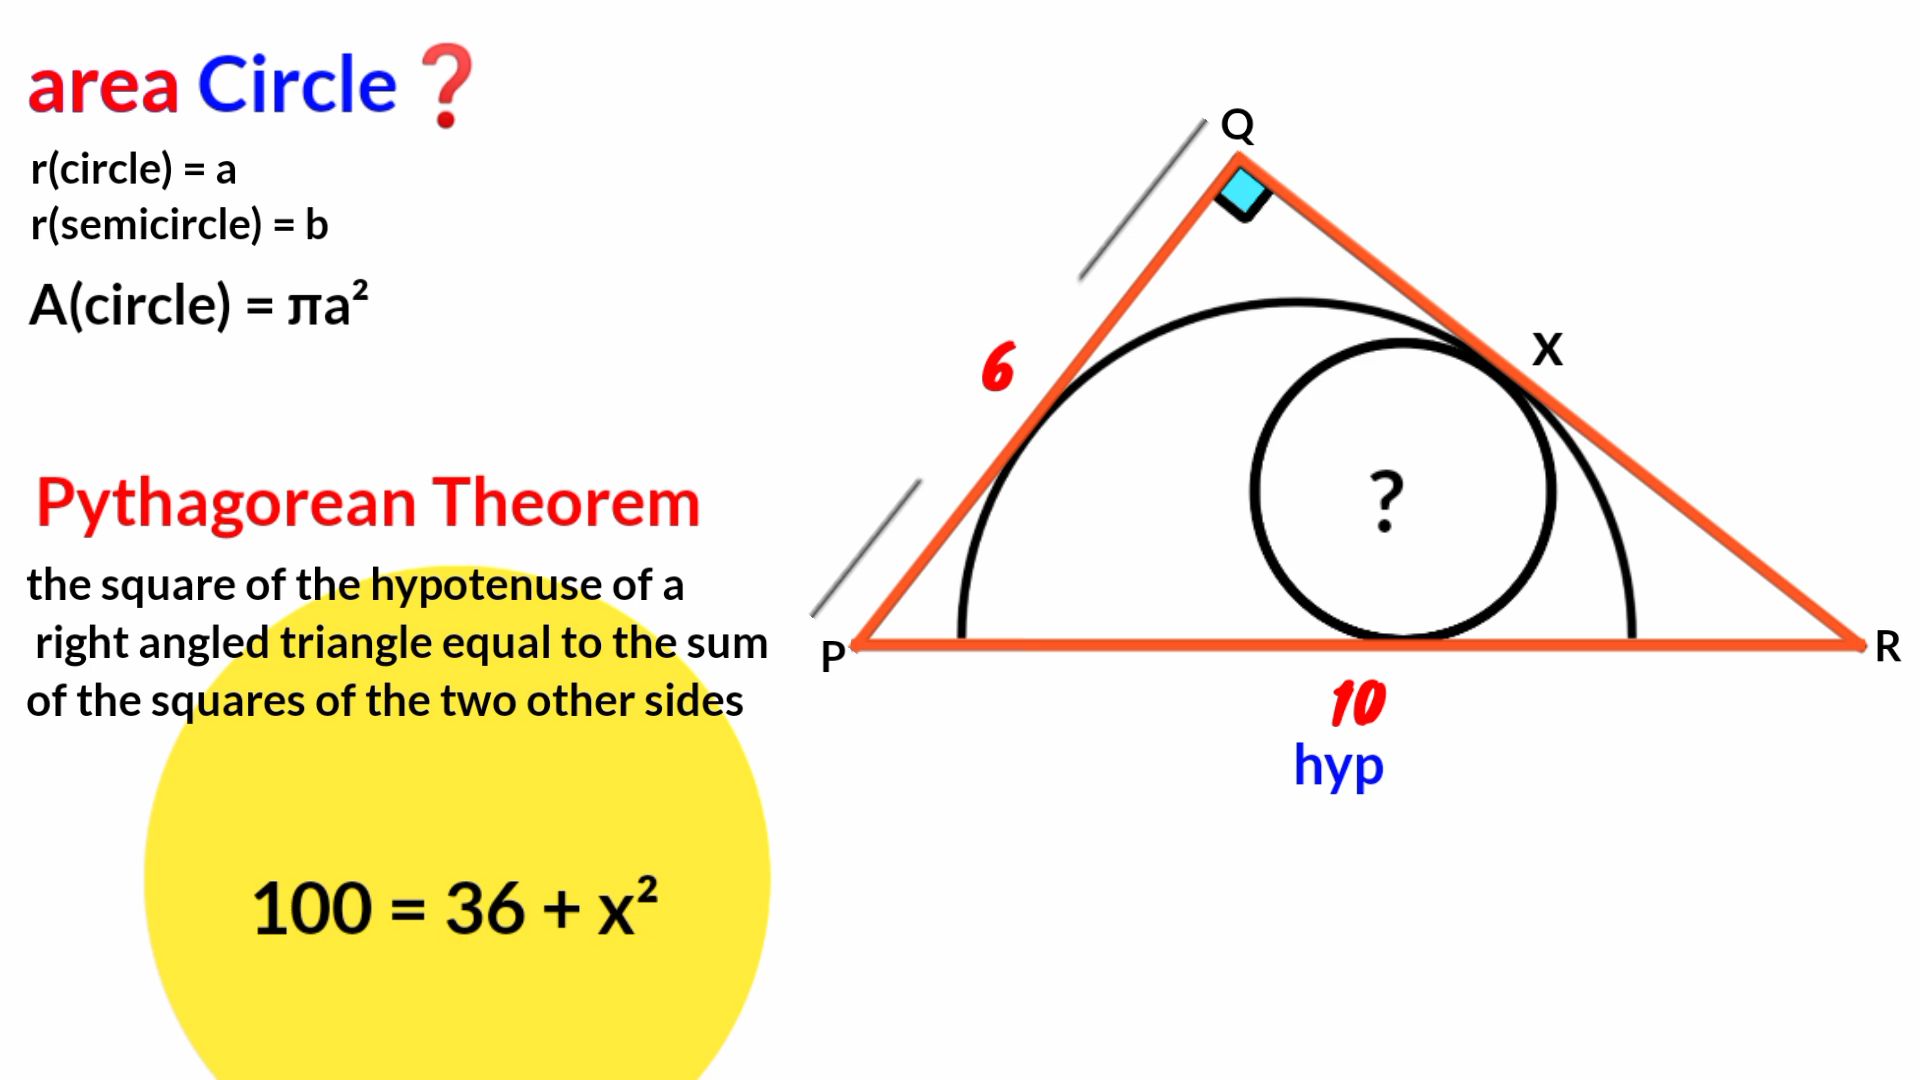 area Circle ❓
r(circle) = a
r(semicircle) = b
A(circle) = πa²
Pythagorean Theorem
the square of the hypotenuse of a
right angled triangle equal to the sum
of the squares of the two other sides
100 = 36 + x²
Q
6
X
?
P
R
10
hyp